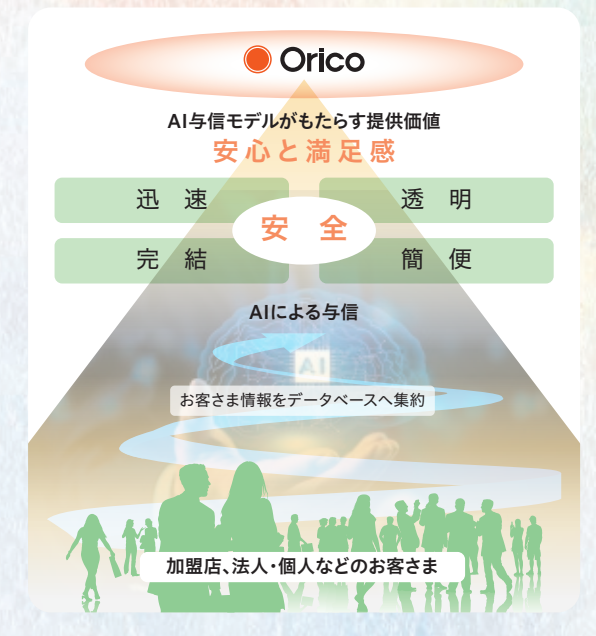 Orico
AI与信モデルがもたらす提供価値
安心と満足感
迅 速
透 明
安 全
完 結
簡 便
AIによる与信
AI
お客さま情報をデータベースへ集約
加盟店、法人・個人などのお客さま